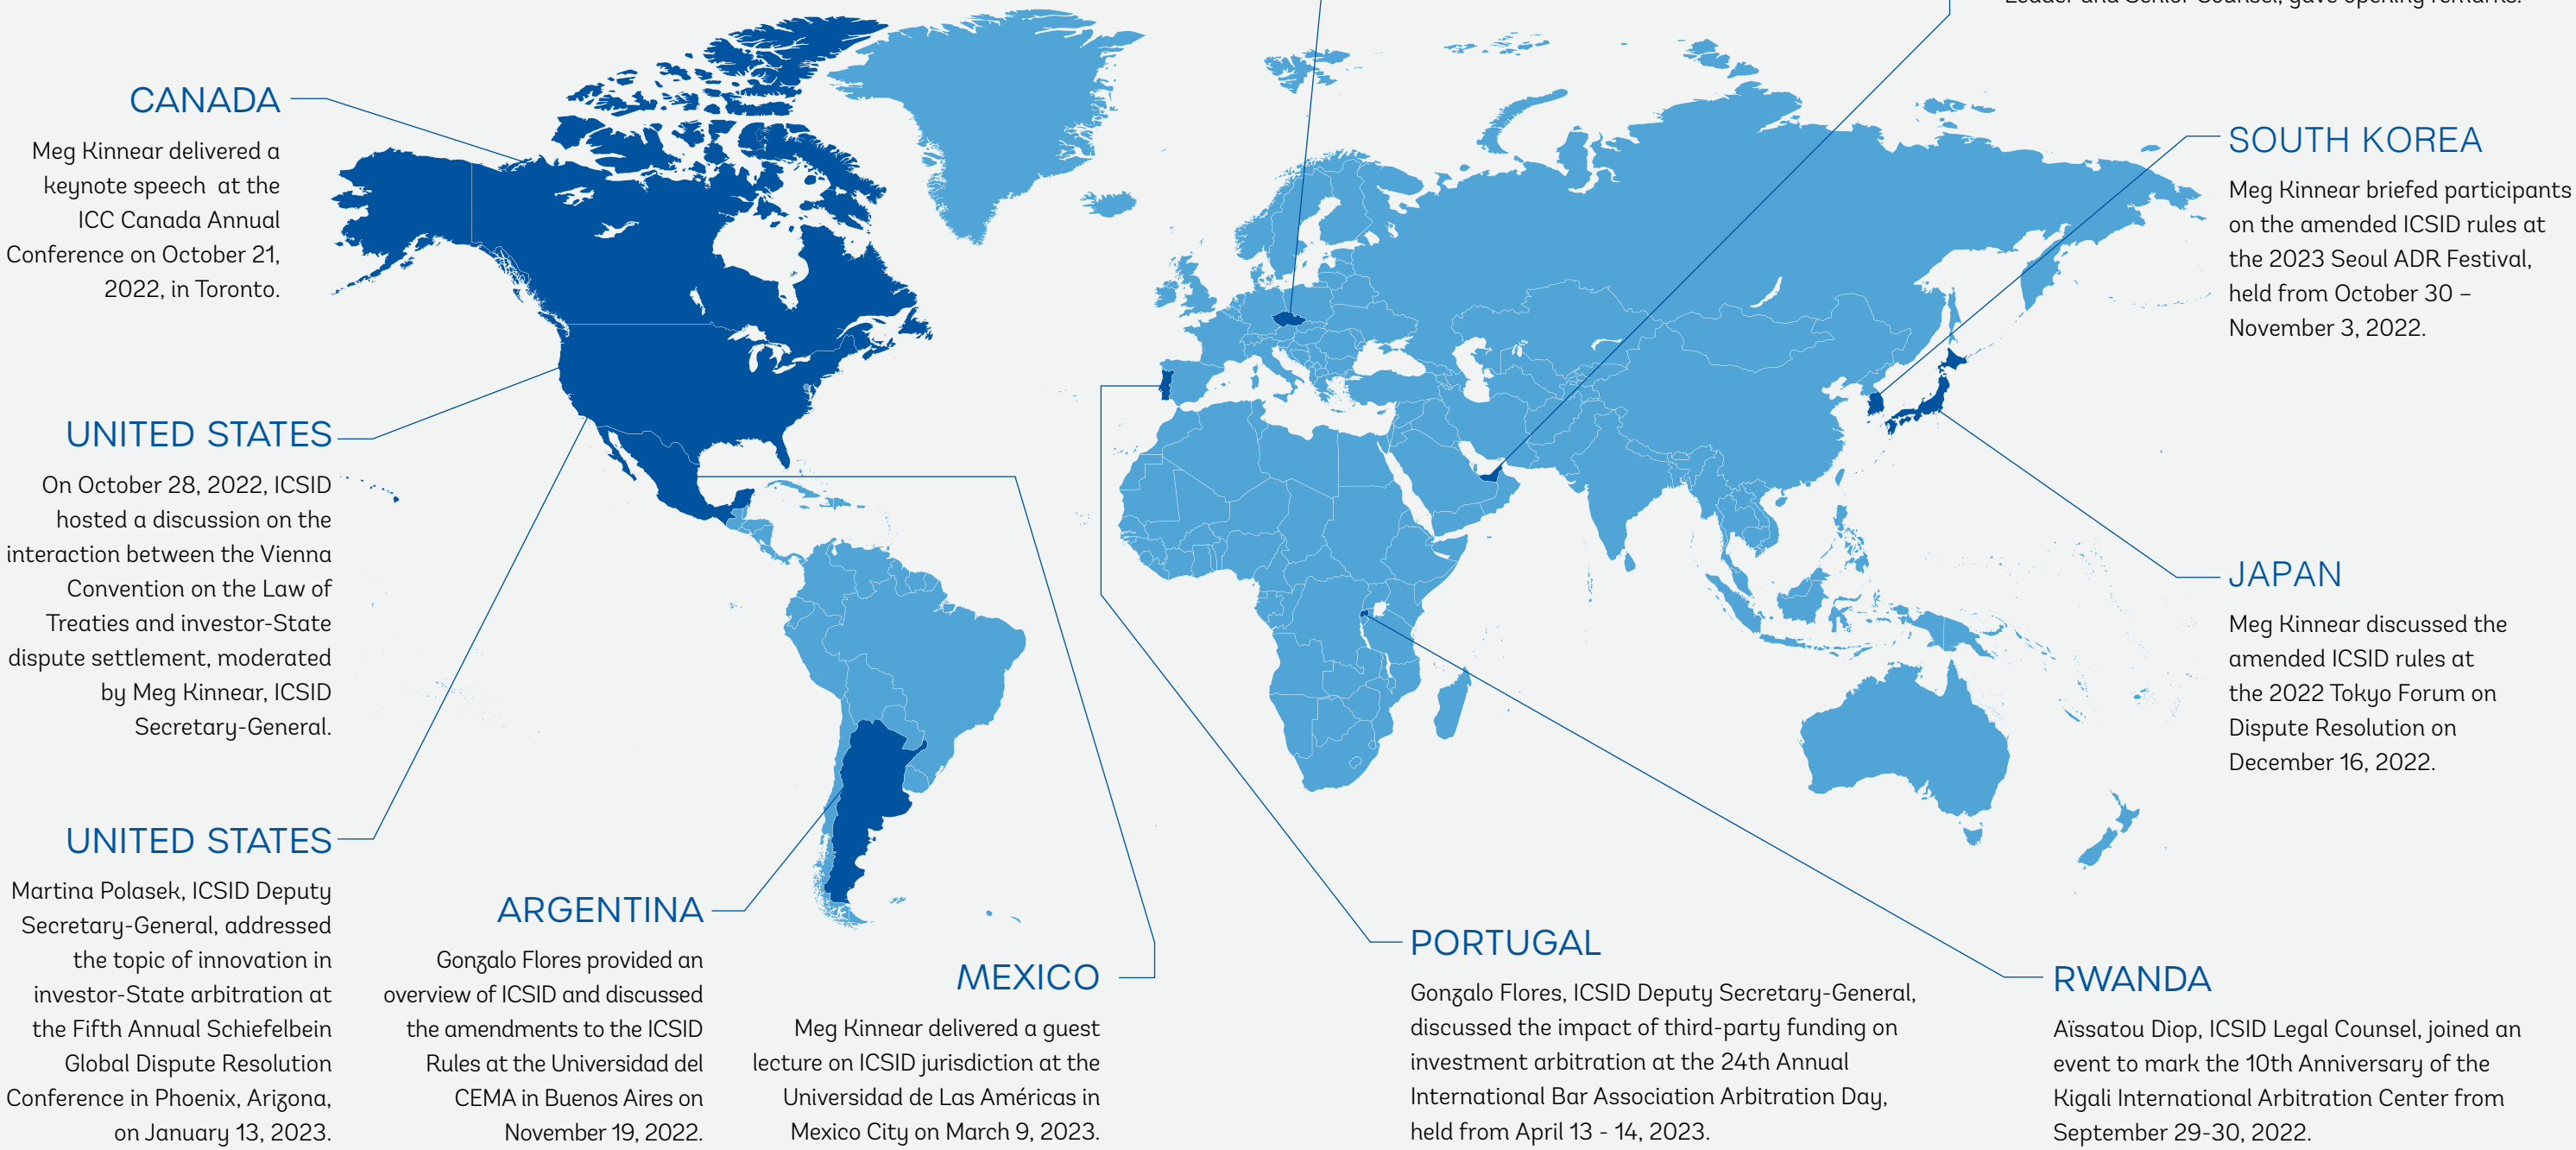 Leader and Senior Counsel, gave opening remarks.
CANADA
Meg Kinnear delivered a
keynote speech at the
ICC Canada Annual
Conference on October 21,
2022, in Toronto.
UNITED STATES
On October 28, 2022, ICSID
hosted a discussion on the
interaction between the Vienna
Convention on the Law of
Treaties and investor-State
dispute settlement, moderated
by Meg Kinnear, ICSID
Secretary-General.
UNITED STATES
Martina Polasek, ICSID Deputy
Secretary-General, addressed
the topic of innovation in
investor-State arbitration at
the Fifth Annual Schiefelbein
Global Dispute Resolution
Conference in Phoenix, Arizona,
on January 13, 2023.
ARGENTINA
Gonzalo Flores provided an
overview of ICSID and discussed
the amendments to the ICSID
Rules at the Universidad del
CEMA in Buenos Aires on
November 19, 2022.
MEXICO
Meg Kinnear delivered a guest
lecture on ICSID jurisdiction at the
Universidad de Las Américas in
Mexico City on March 9, 2023.
PORTUGAL
Gonzalo Flores, ICSID Deputy Secretary-General,
discussed the impact of third-party funding on
investment arbitration at the 24th Annual
International Bar Association Arbitration Day,
held from April 13 - 14, 2023.
RWANDA
Aïssatou Diop, ICSID Legal Counsel, joined an
event to mark the 10th Anniversary of the
Kigali International Arbitration Center from
September 29-30, 2022.
SOUTH KOREA
Meg Kinnear briefed participants
on the amended ICSID rules at
the 2023 Seoul ADR Festival,
held from October 30 –
November 3, 2022.
JAPAN
Meg Kinnear discussed the
amended ICSID rules at
the 2022 Tokyo Forum on
Dispute Resolution on
December 16, 2022.